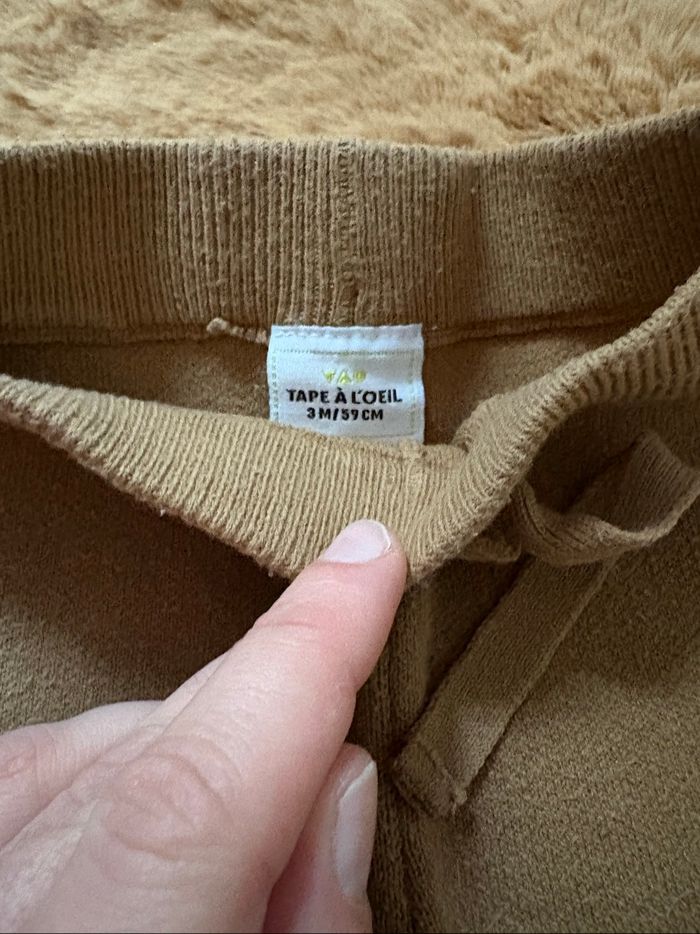 TAO
TAPE À L'OEIL
3M/59CM